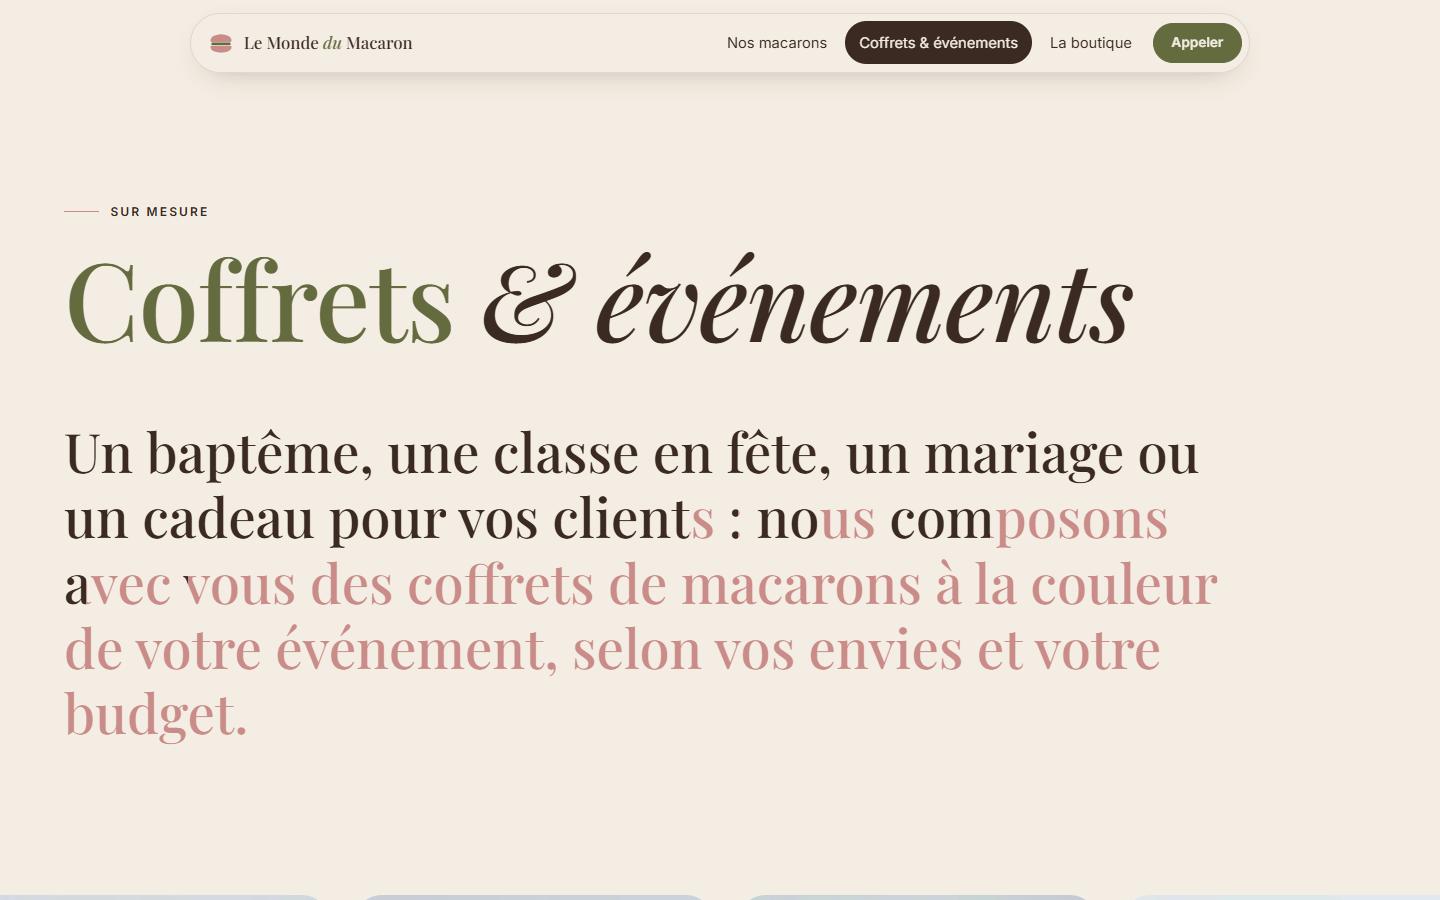 Le Monde du Macaron
Nos macarons
Coffrets & événements
La boutique
Appeler
SUR MESURE
Coffrets & événements
Un baptême, une classe en fête, un mariage ou
un cadeau pour vos clients : nous composons
avec vous des coffrets de macarons à la couleur
de votre événement, selon vos envies et votre
budget.